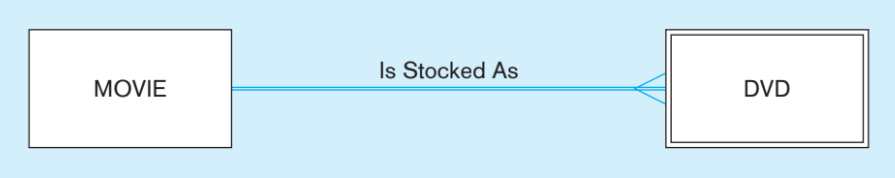 Is Stocked As
MOVIE
DVD